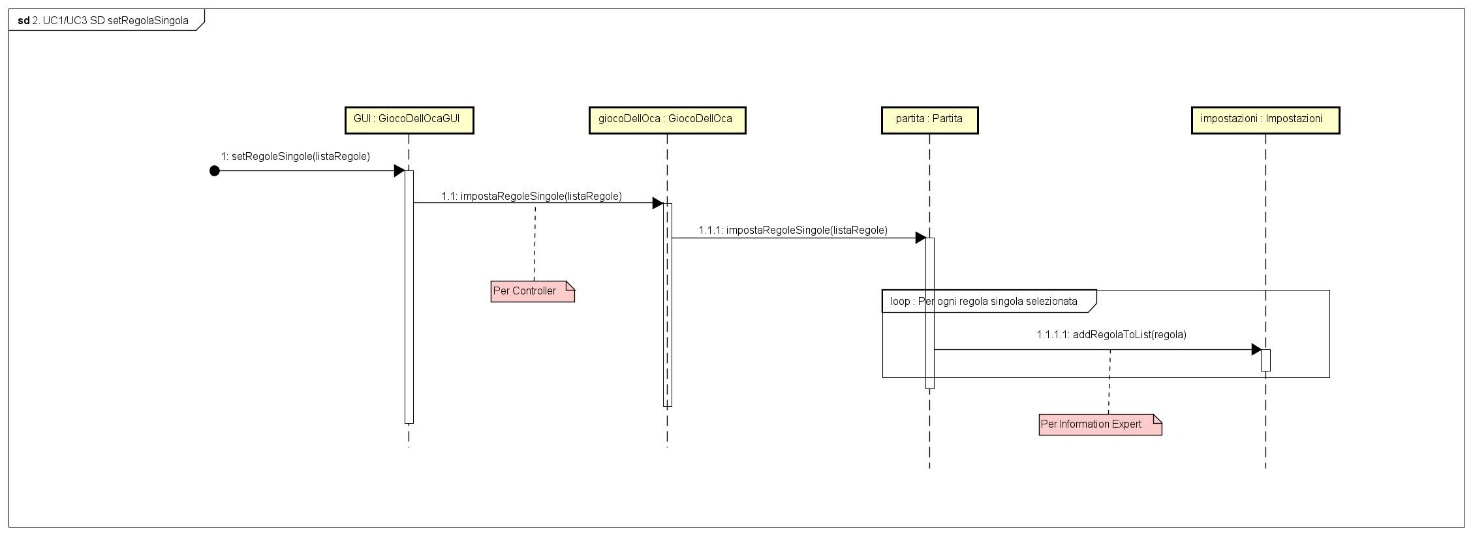 sd 2. UC1/UC3 SD setRegolaSingola
GUI : GiocoDellOcaGUI
giocoDellOca : GiocoDellOca
partita : Partita
impostazioni : Impostazioni
1: setRegoleSingole(listaRegole)
1.1: impostaRegoleSingole(listaRegole)
1.1.1: impostaRegoleSingole(listaRegole)
Per Controller
loop : Per ogni regola singola selezionata
1.1.1.1: addRegolaToList(regola)
Per Information Expert